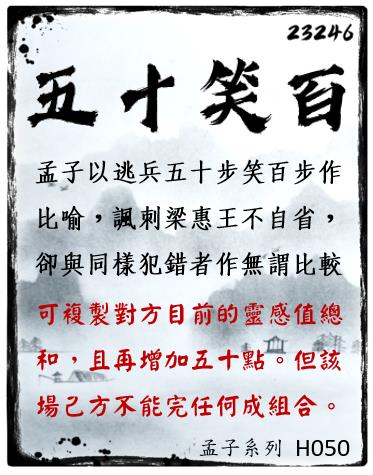 23246
五十笑百
孟子以逃兵五十步笑百步作
比喻，諷刺梁惠王不自省，
卻與同樣犯錯者作無謂比較
可複製對方目前的靈感值總
和，且再增加五十點。但該
場己方不能完任何成組合。
孟子系列 H050